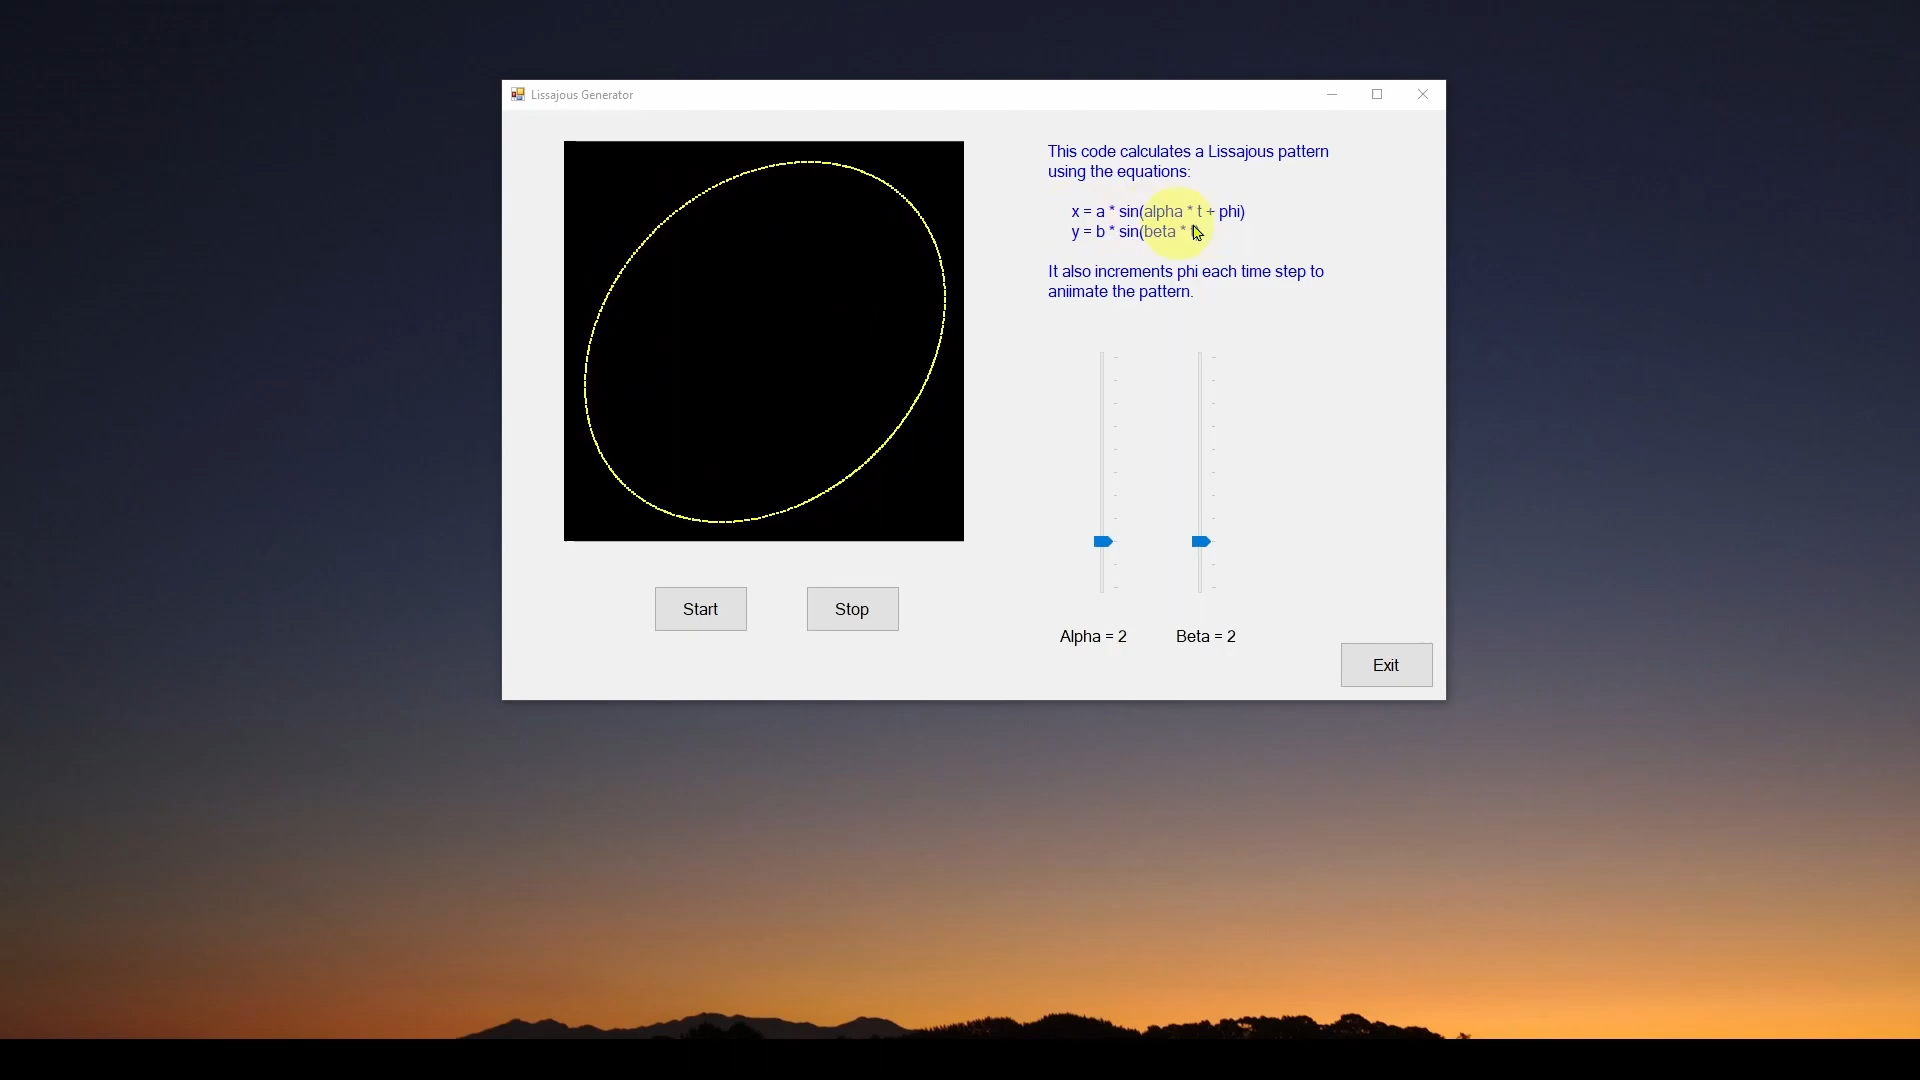 Lissajous Generator
This code calculates a Lissajous pattern
using the equations:
x = a * sin(alpha * t + phi)
y = b * sin(beta *
It also increments phi each time step to
aniimate the pattern.
Start
Stop
Alpha = 2
Beta = 2
Exit